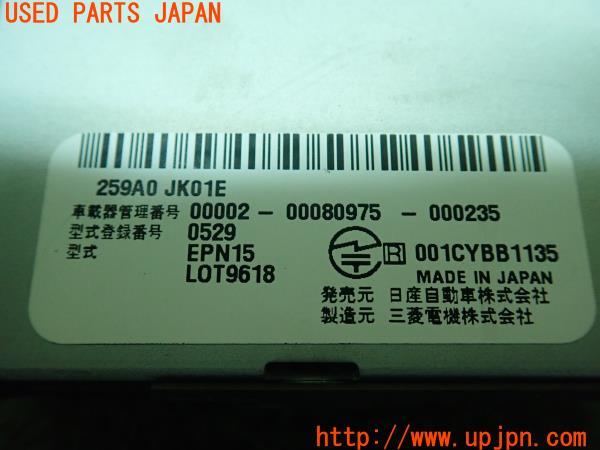 USED PARTS JAPAN
259A0 JK01E
車載器管理番号 00002 - 00080975 - 000235
型式登録番号 0529
型式 EPN15
LOT9618
R 001CYBB1135
MADE IN JAPAN
発売元 日産自動車株式会社
製造元 三菱電機株式会社
http://www.upjpn.com